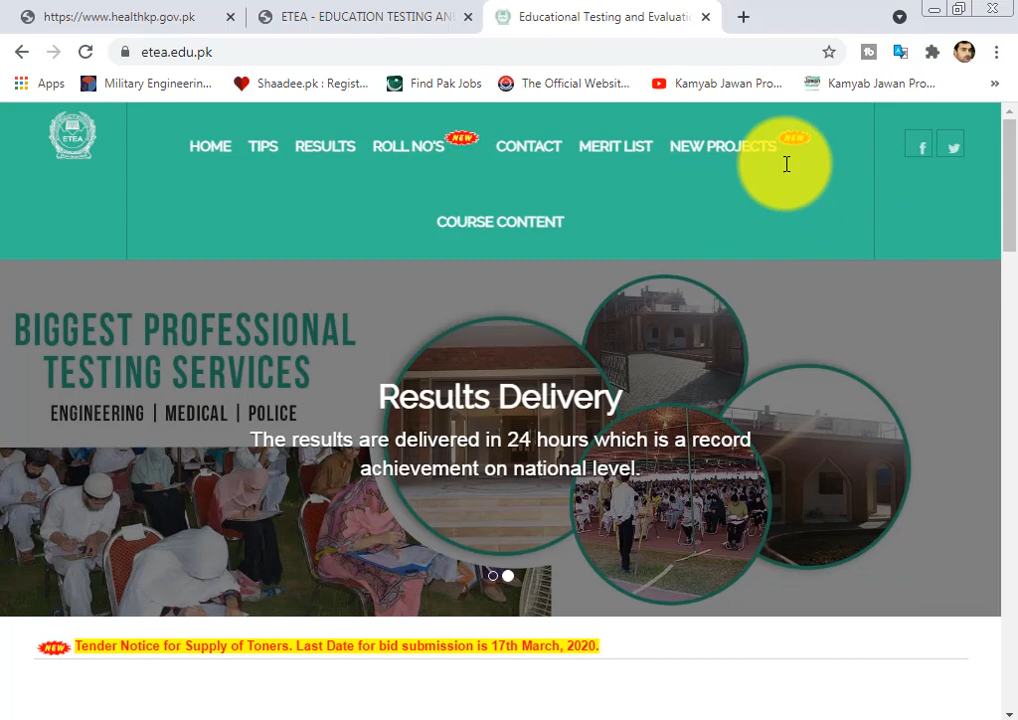 https://www.healthkp.gov.pk
ETEA - EDUCATION TESTING AN
Educational Testing and Evaluati
etea.edu.pk
Apps
Military Engineerin...
Shaadee.pk : Regist...
Find Pak Jobs
The Official Websit...
Kamyab Jawan Pro...
Kamyab Jawan Pro...
ETEA
HOME
TIPS
RESULTS
ROLL NO'S
NEW
CONTACT
MERIT LIST
NEW PROJECTS
NEW
COURSE CONTENT
BIGGEST PROFESSIONAL
TESTING SERVICES
ENGINEERING | MEDICAL | POLICE
Results Delivery
The results are delivered in 24 hours which is a record
achievement on national level.
NEW Tender Notice for Supply of Toners. Last Date for bid submission is 17th March, 2020.